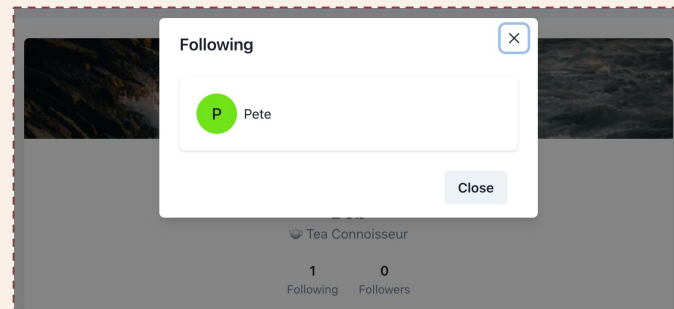 Following
P
Pete
Close
Tea Connoisseur
1 0
Following Followers